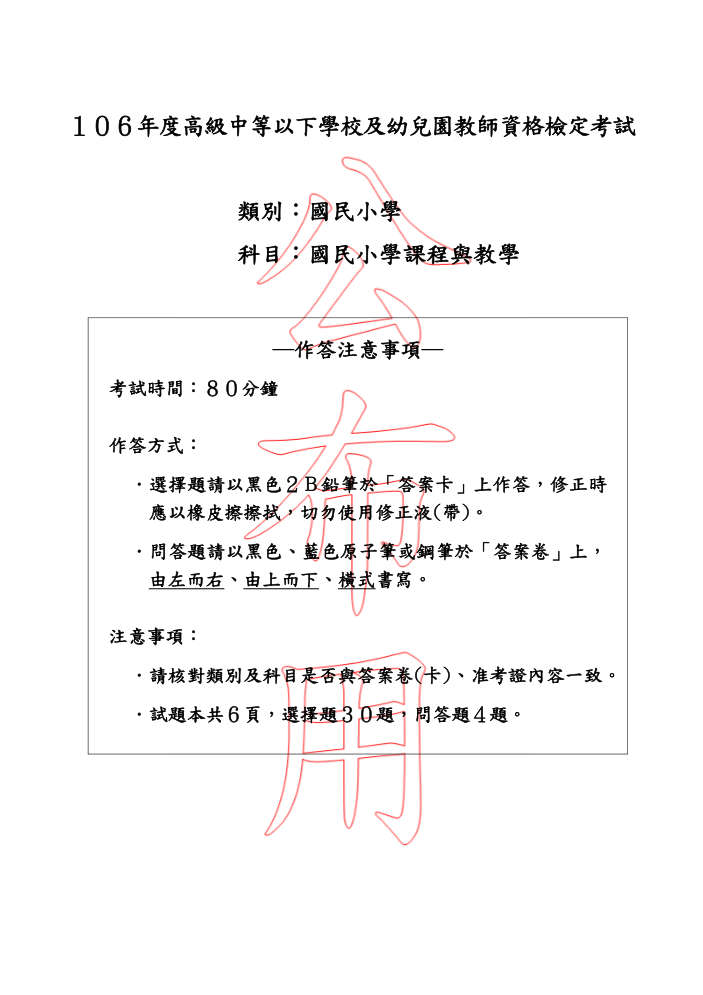 １０６年度高級中等以下學校及幼兒園教師資格檢定考試
類別：國民小學
科目：國民小學課程與教學
—作答注意事項—
考試時間：８０分鐘
作答方式：
．選擇題請以黑色２Ｂ鉛筆於「答案卡」上作答，修正時
應以橡皮擦擦拭，切勿使用修正液(帶)。
．問答題請以黑色、藍色原子筆或鋼筆於「答案卷」上，
由左而右、由上而下、橫式書寫。
注意事項：
．請核對類別及科目是否與答案卷(卡)、准考證內容一致。
．試題本共６頁，選擇題３０題，問答題４題。
公布用